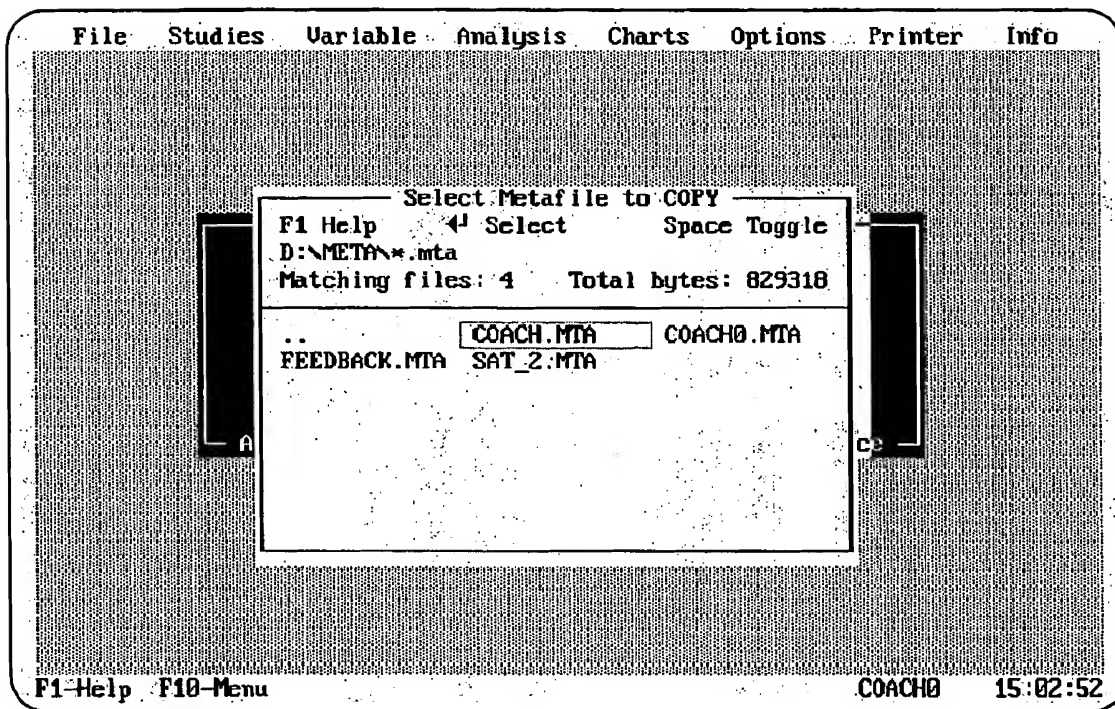 File Studies Variable Analysis Charts Options Printer Info
Select Metafile to COPY
F1 Help ↵ Select Space Toggle
D:\META\*.mta
Matching files: 4 Total bytes: 829318
.. COACH.MTA COACH0.MTA
FEEDBACK.MTA SAT_2.MTA
A ce
F1-Help F10-Menu COACH0 15:02:52